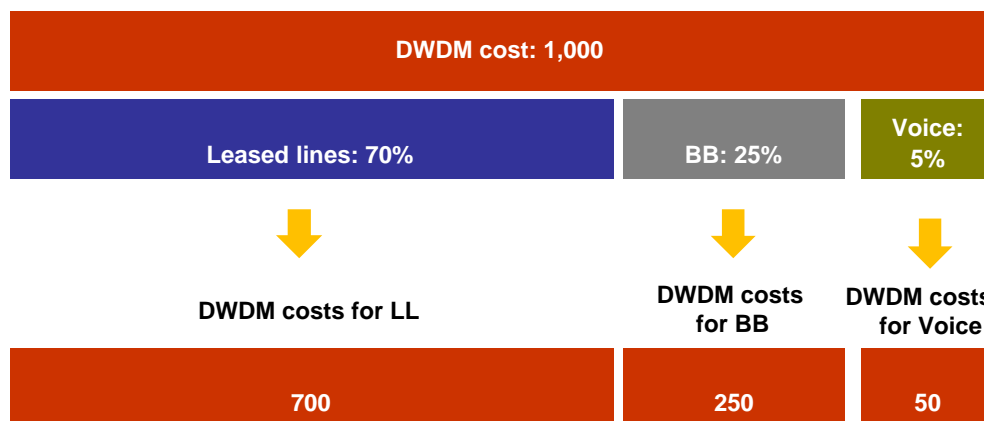 DWDM cost: 1,000
Leased lines: 70%
BB: 25%
Voice:
5%
DWDM costs for LL
DWDM costs
for BB
DWDM costs
for Voice
700
250
50